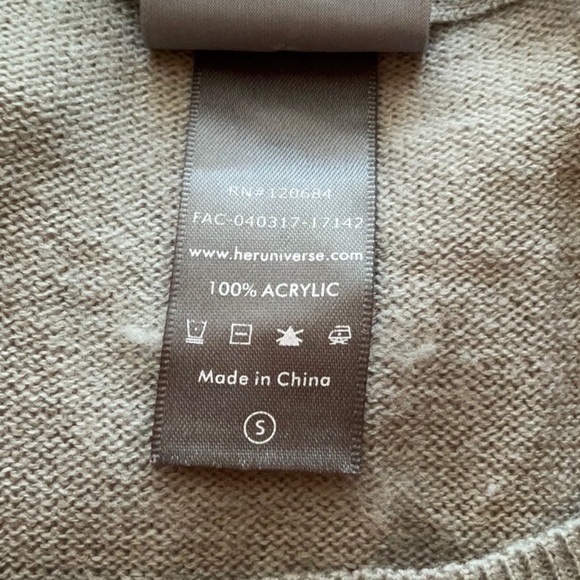 RN#120684
FAC-040317-17142
www.heruniverse.com
100% ACRYLIC
Made in China
S